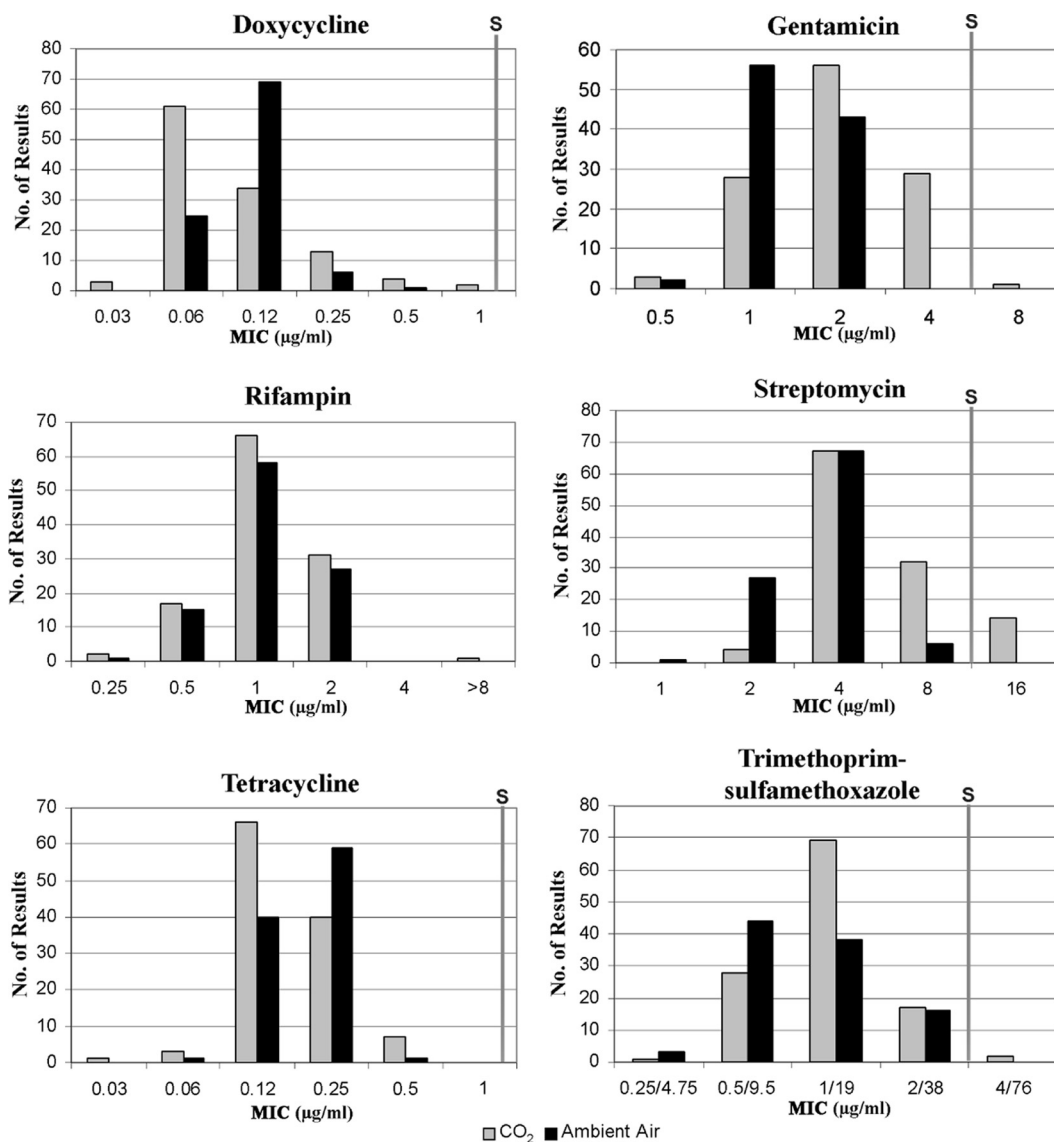 Doxycycline
S
No. of Results
80
70
60
50
40
30
20
10
0
0.03 0.06 0.12 0.25 0.5 1
MIC (µg/ml)
Gentamicin
S
No. of Results
60
50
40
30
20
10
0
0.5 1 2 4 8
MIC (µg/ml)
Rifampin
No. of Results
70
60
50
40
30
20
10
0
0.25 0.5 1 2 4 >8
MIC (µg/ml)
Streptomycin
S
No. of Results
80
70
60
50
40
30
20
10
0
1 2 4 8 16
MIC (µg/ml)
Tetracycline
S
No. of Results
70
60
50
40
30
20
10
0
0.03 0.06 0.12 0.25 0.5 1
MIC (µg/ml)
Trimethoprim-
sulfamethoxazole
S
No. of Results
80
70
60
50
40
30
20
10
0
0.25/4.75 0.5/9.5 1/19 2/38 4/76
MIC (µg/ml)
CO₂ Ambient Air